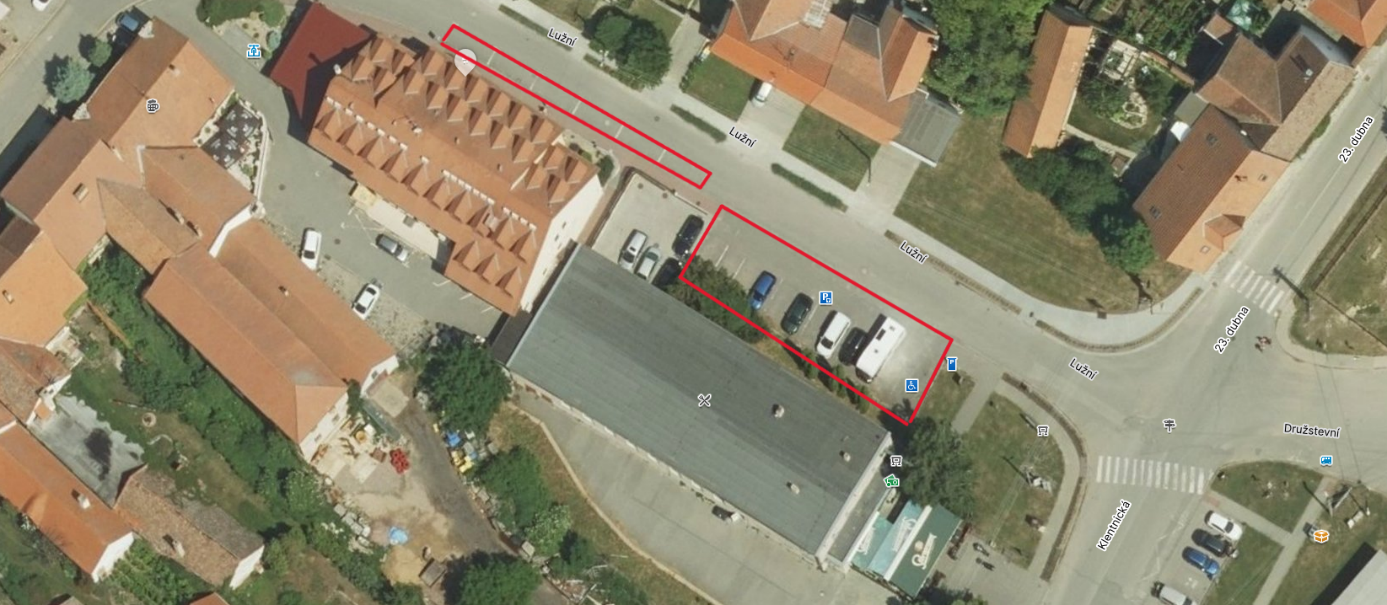 Lužní
Lužní
23. dubna
Lužní
23. dubna
Lužní
Družstevní
Klentnická